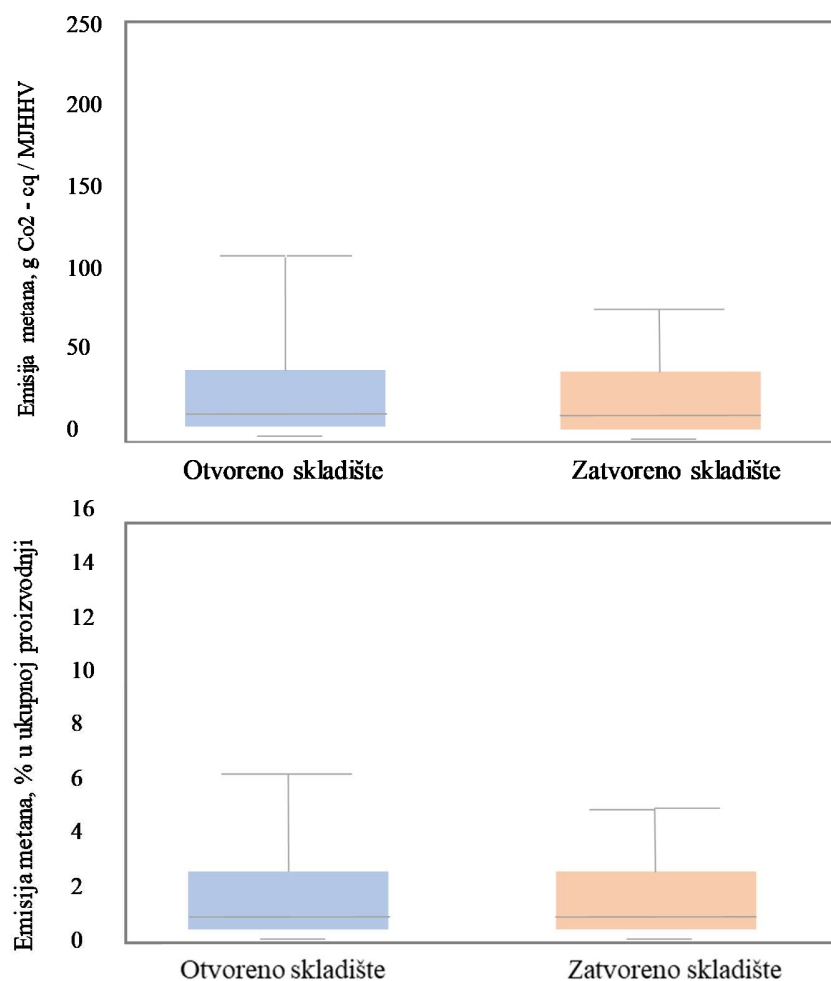 Emisija metana, g Co2 - cq / MJHHV
250
200
150
100
50
0
Otvoreno skladište
Zatvoreno skladište
Emisija metana, % u ukupnoj proizvodnji
16
14
12
10
8
6
4
2
0
Otvoreno skladište
Zatvoreno skladište